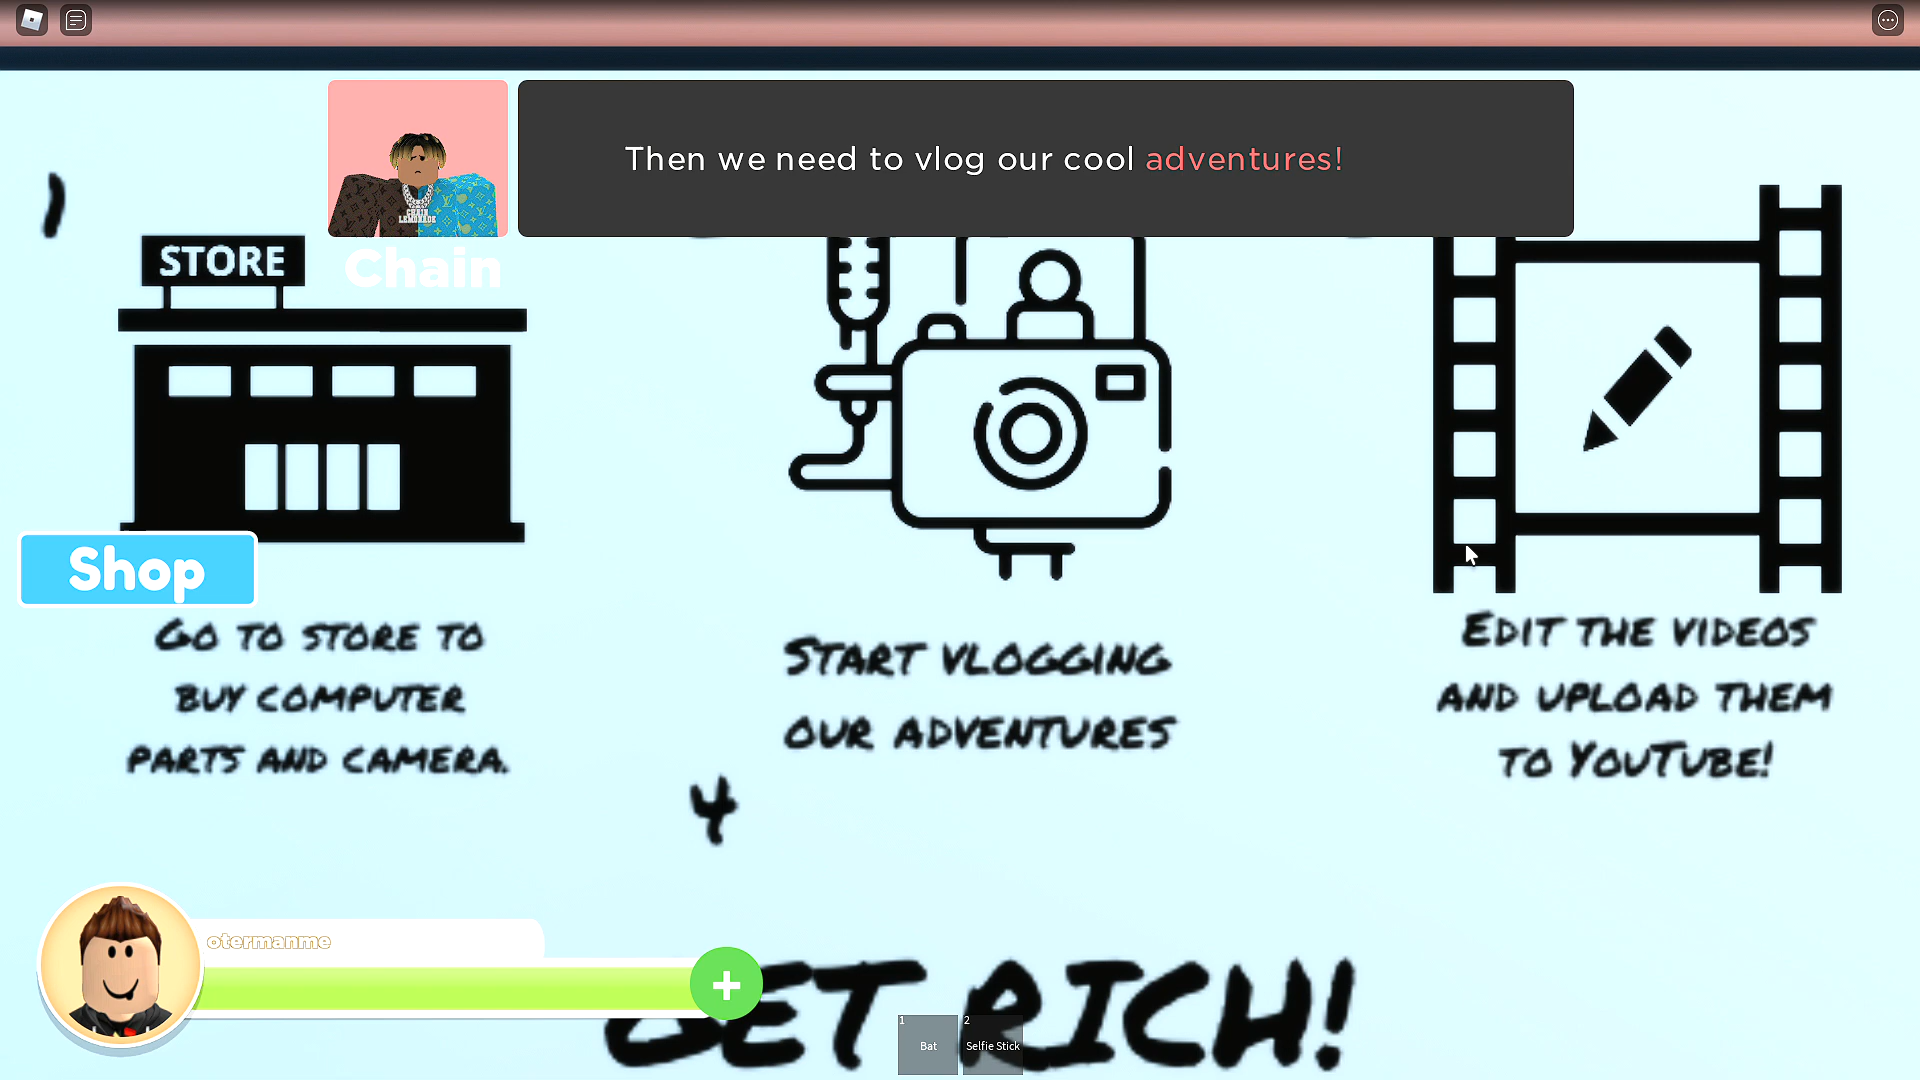 Then we need to vlog our cool adventures!
Chain
STORE
Shop
GO TO STORE TO
BUY COMPUTER
PARTS AND CAMERA.
START VLOGGING
OUR ADVENTURES
EDIT THE VIDEOS
AND UPLOAD THEM
TO YOUTUBE!
4
otermanme
+
GET RICH!
1
Bat
2
Selfie Stick